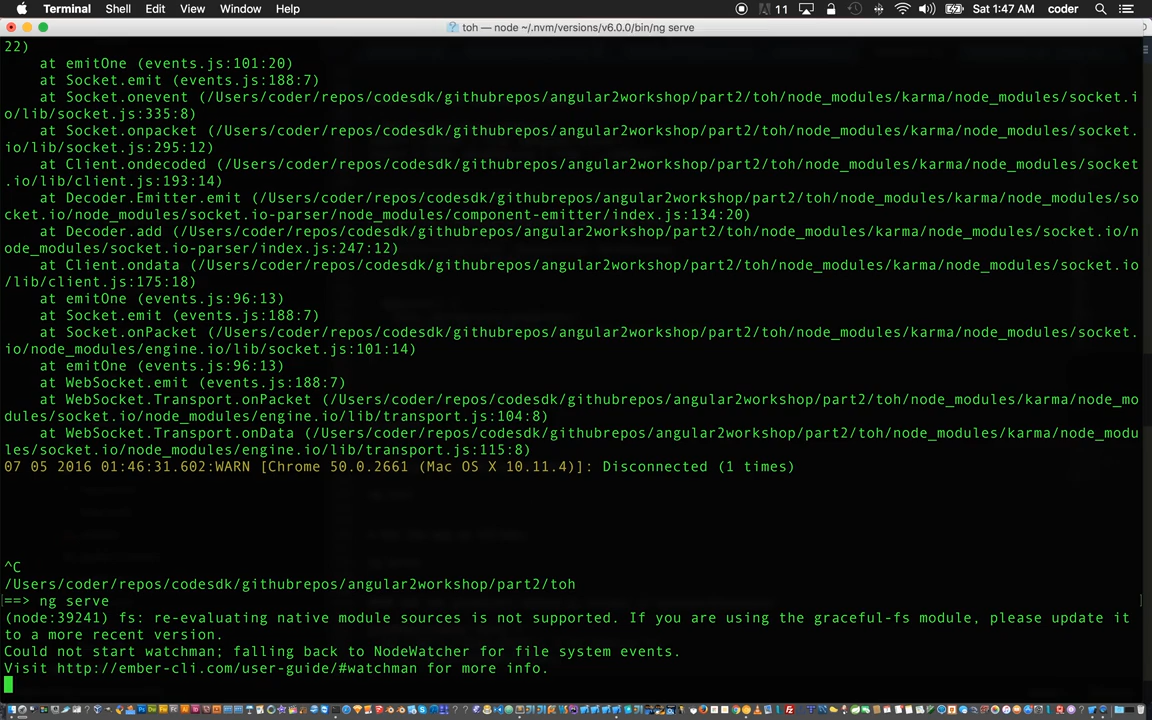 Terminal Shell Edit View Window Help 11 Sat 1:47 AM coder
toh — node ~/.nvm/versions/v6.0.0/bin/ng serve
22)
at emitOne (events.js:101:20)
at Socket.emit (events.js:188:7)
at Socket.onevent (/Users/coder/repos/codesdk/githubrepos/angular2workshop/part2/toh/node_modules/karma/node_modules/socket.i
o/lib/socket.js:335:8)
at Socket.onpacket (/Users/coder/repos/codesdk/githubrepos/angular2workshop/part2/toh/node_modules/karma/node_modules/socket.
io/lib/socket.js:295:12)
at Client.ondecoded (/Users/coder/repos/codesdk/githubrepos/angular2workshop/part2/toh/node_modules/karma/node_modules/socket
.io/lib/client.js:193:14)
at Decoder.Emitter.emit (/Users/coder/repos/codesdk/githubrepos/angular2workshop/part2/toh/node_modules/karma/node_modules/so
cket.io/node_modules/socket.io-parser/node_modules/component-emitter/index.js:134:20)
at Decoder.add (/Users/coder/repos/codesdk/githubrepos/angular2workshop/part2/toh/node_modules/karma/node_modules/socket.io/n
ode_modules/socket.io-parser/index.js:247:12)
at Client.ondata (/Users/coder/repos/codesdk/githubrepos/angular2workshop/part2/toh/node_modules/karma/node_modules/socket.io
/lib/client.js:175:18)
at emitOne (events.js:96:13)
at Socket.emit (events.js:188:7)
at Socket.onPacket (/Users/coder/repos/codesdk/githubrepos/angular2workshop/part2/toh/node_modules/karma/node_modules/socket.
io/node_modules/engine.io/lib/socket.js:101:14)
at emitOne (events.js:96:13)
at WebSocket.emit (events.js:188:7)
at WebSocket.Transport.onPacket (/Users/coder/repos/codesdk/githubrepos/angular2workshop/part2/toh/node_modules/karma/node_mo
dules/socket.io/node_modules/engine.io/lib/transport.js:104:8)
at WebSocket.Transport.onData (/Users/coder/repos/codesdk/githubrepos/angular2workshop/part2/toh/node_modules/karma/node_modu
les/socket.io/node_modules/engine.io/lib/transport.js:115:8)
07 05 2016 01:46:31.602:WARN [Chrome 50.0.2661 (Mac OS X 10.11.4)]: Disconnected (1 times)
^C
/Users/coder/repos/codesdk/githubrepos/angular2workshop/part2/toh
==> ng serve
(node:39241) fs: re-evaluating native module sources is not supported. If you are using the graceful-fs module, please update it
to a more recent version.
Could not start watchman; falling back to NodeWatcher for file system events.
Visit http://ember-cli.com/user-guide/#watchman for more info.